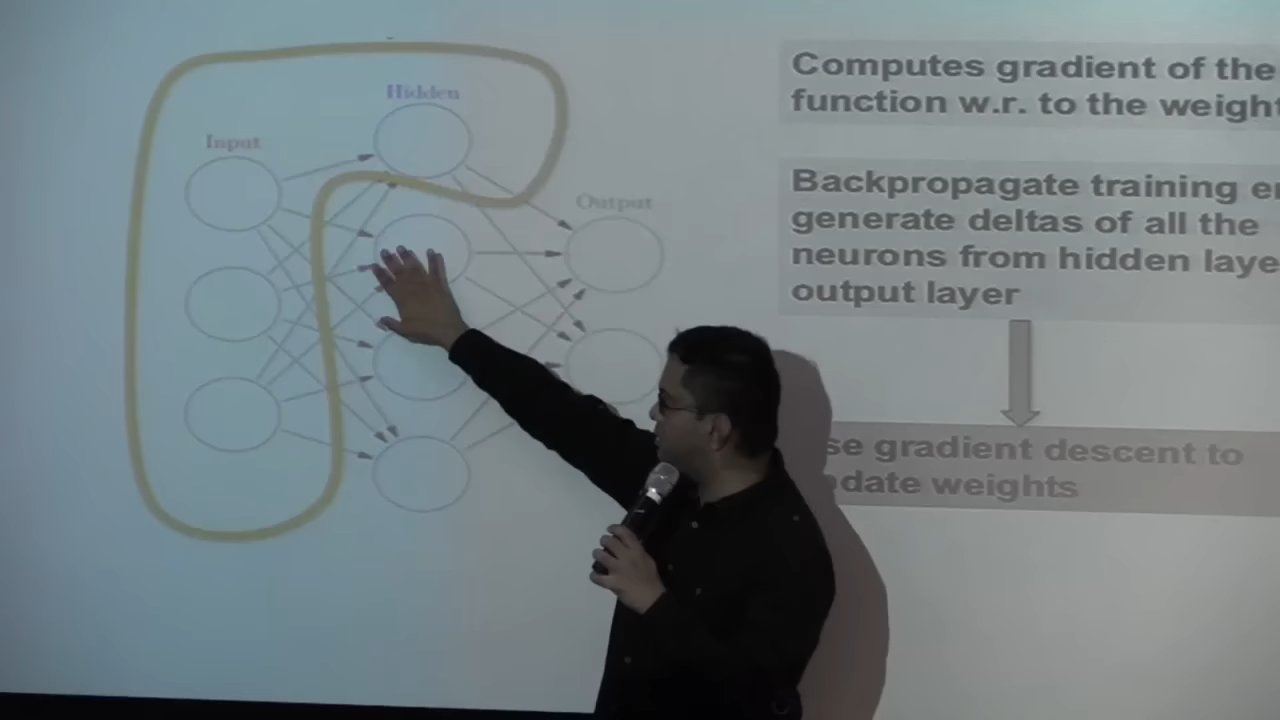 Hidden
Input
Output
Computes gradient of the
function w.r. to the weight
Backpropagate training er
generate deltas of all the
neurons from hidden laye
output layer
se gradient descent to
date weights